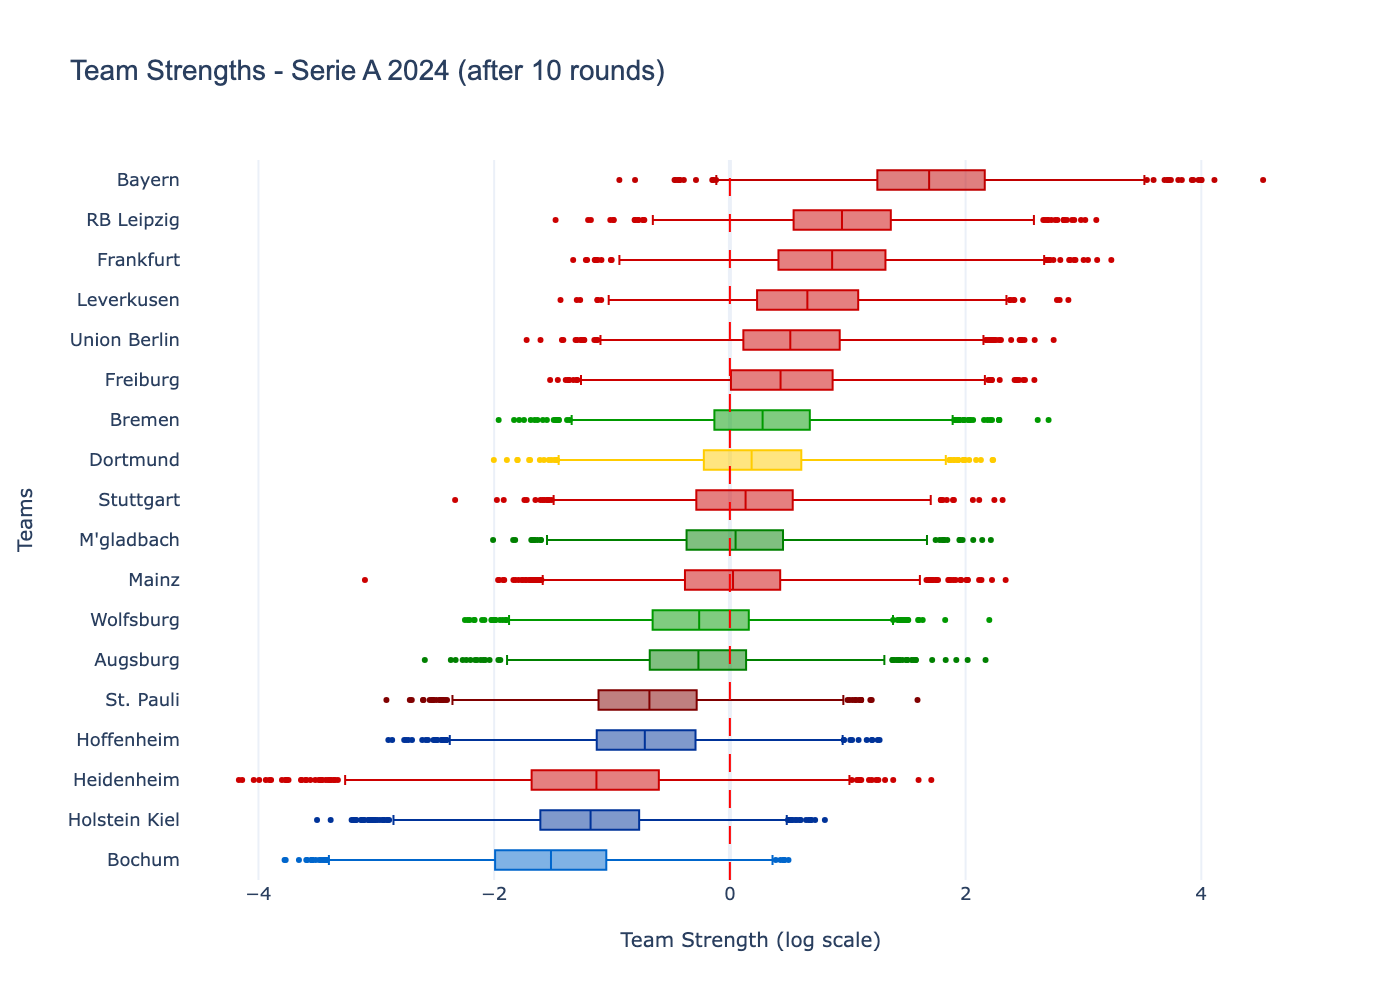 Team Strengths - Serie A 2024 (after 10 rounds)
Teams
Bayern
RB Leipzig
Frankfurt
Leverkusen
Union Berlin
Freiburg
Bremen
Dortmund
Stuttgart
M'gladbach
Mainz
Wolfsburg
Augsburg
St. Pauli
Hoffenheim
Heidenheim
Holstein Kiel
Bochum
−4 −2 0 2 4
Team Strength (log scale)